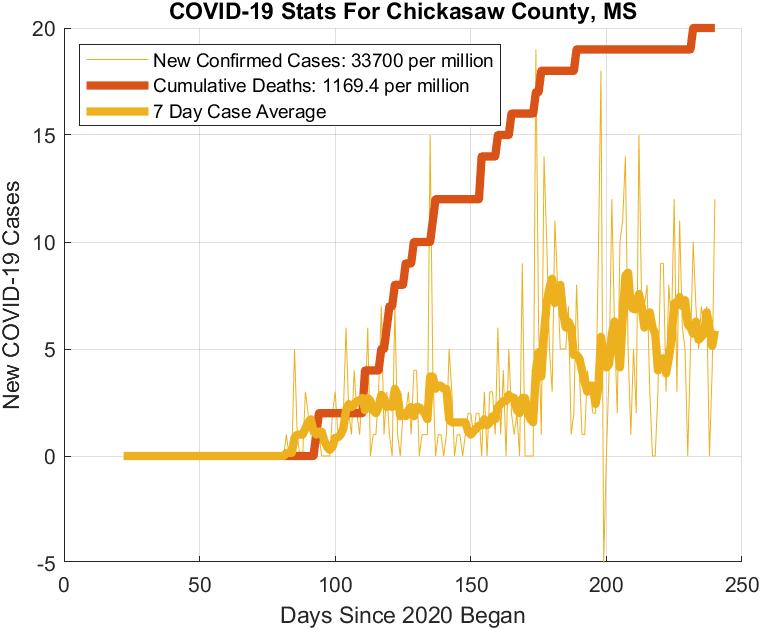 COVID-19 Stats For Chickasaw County, MS
New Confirmed Cases: 33700 per million
Cumulative Deaths: 1169.4 per million
7 Day Case Average
New COVID-19 Cases
20
15
10
5
0
-5
0 50 100 150 200 250
Days Since 2020 Began